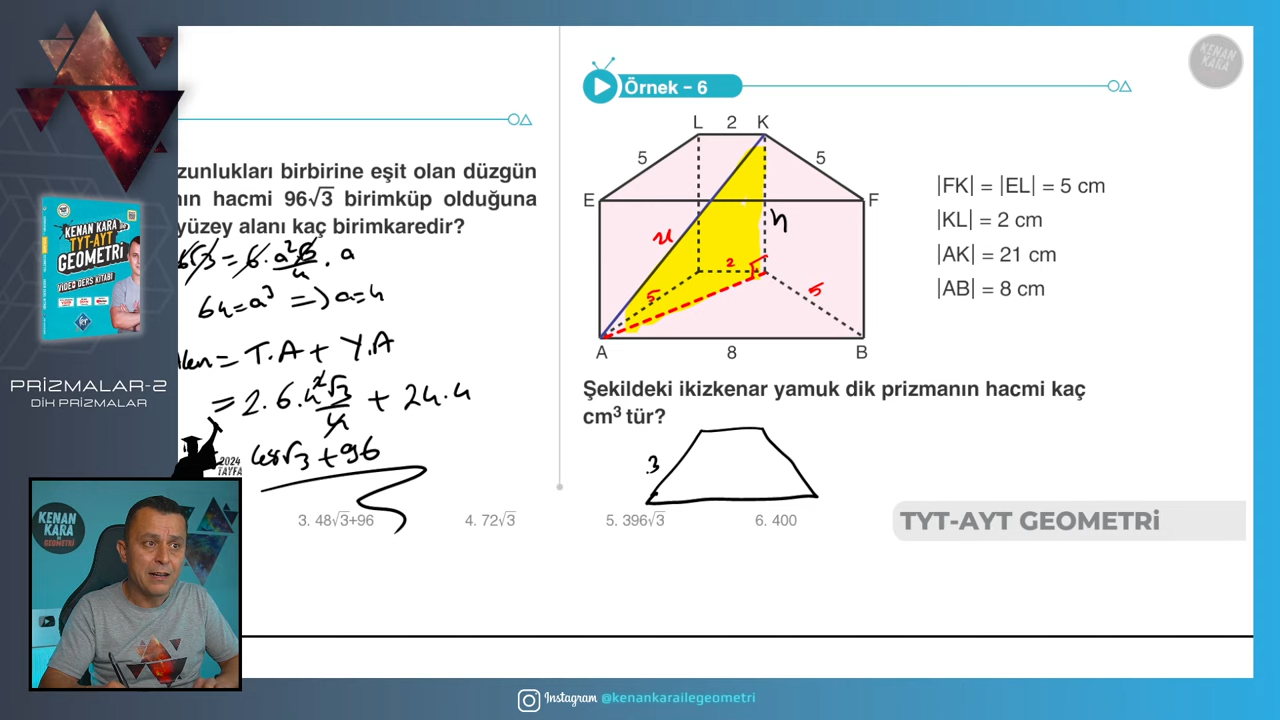 KENAN KARA
Örnek – 6
zunlukları birbirine eşit olan düzgün
nın hacmi 96√3 birimküp olduğuna
yüzey alanı kaç birimkaredir?
64=a³ => a=4
= T.A + Y.A
= 2.6.4²√3/4 + 24.4
48√3+96
L 2 K
5 5
E F
21 h
2
5 5
A 8 B
|FK| = |EL| = 5 cm
|KL| = 2 cm
|AK| = 21 cm
|AB| = 8 cm
Şekildeki ikizkenar yamuk dik prizmanın hacmi kaç
cm³ tür?
3
3. 48√3+96 4. 72√3 5. 396√3 6. 400
KENAN KARA
TYT-AYT
GEOMETRİ
VİDEO DERS KİTABI
PRİZMALAR-2
DİK PRİZMALAR
2024
TAYFA
KENAN
KARA
GEOMETRİ
TYT-AYT GEOMETRİ
Instagram @kenankarailegeometri